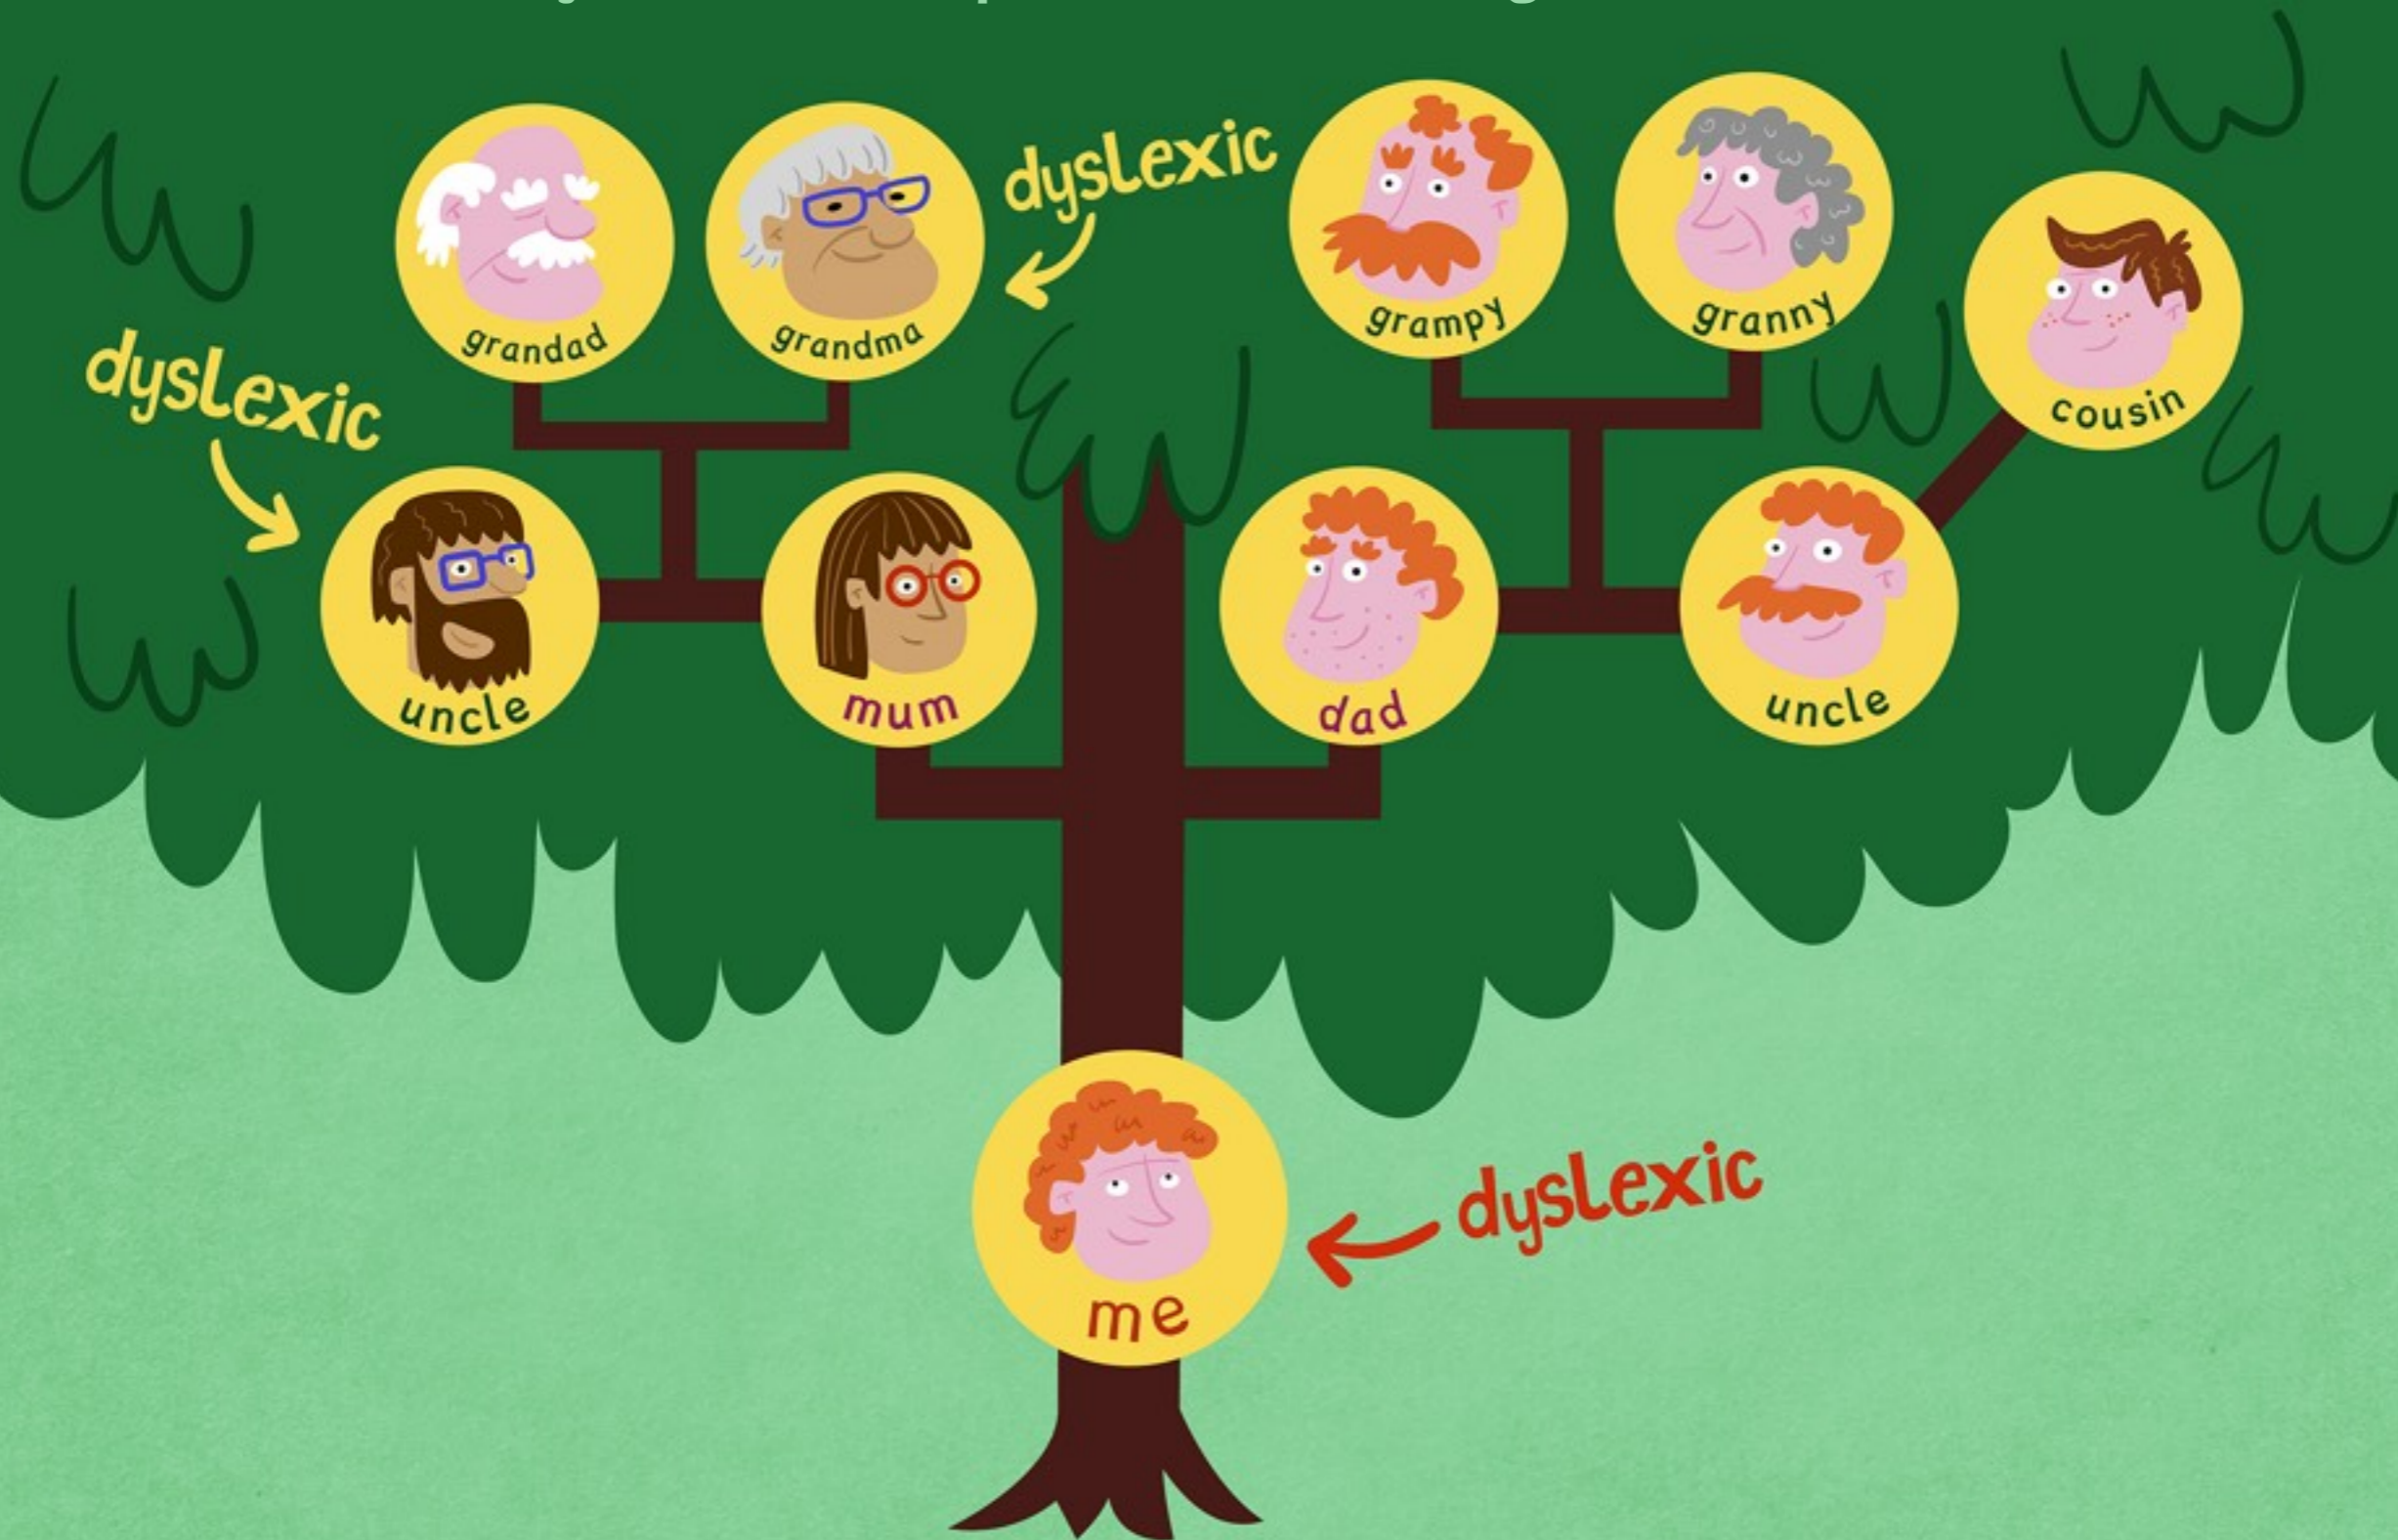 grandad
grandma
dyslexic
grampy
granny
cousin
dyslexic
uncle
mum
dad
uncle
me
dyslexic